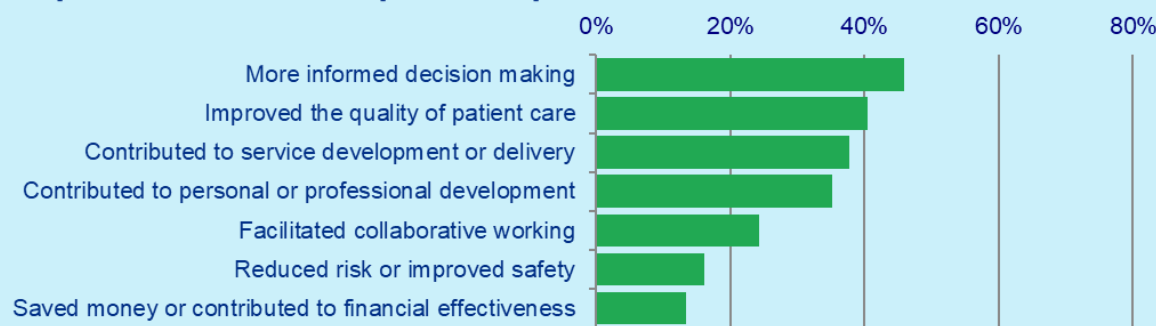 0% 20% 40% 60% 80%
More informed decision making
Improved the quality of patient care
Contributed to service development or delivery
Contributed to personal or professional development
Facilitated collaborative working
Reduced risk or improved safety
Saved money or contributed to financial effectiveness